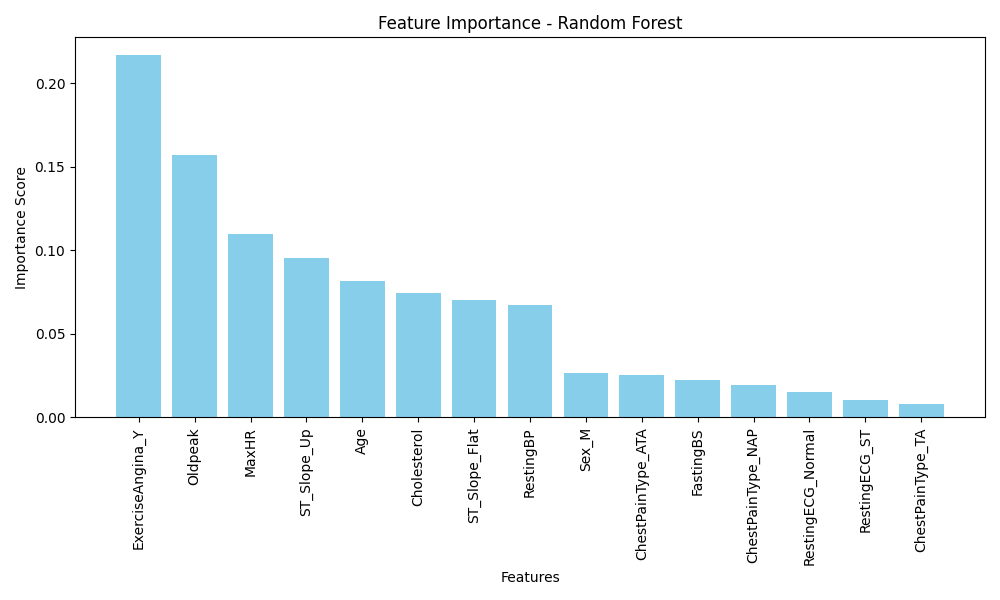 Feature Importance - Random Forest
Importance Score
0.20
0.15
0.10
0.05
0.00
ExerciseAngina_Y
Oldpeak
MaxHR
ST_Slope_Up
Age
Cholesterol
ST_Slope_Flat
RestingBP
Sex_M
ChestPainType_ATA
FastingBS
ChestPainType_NAP
RestingECG_Normal
RestingECG_ST
ChestPainType_TA
Features